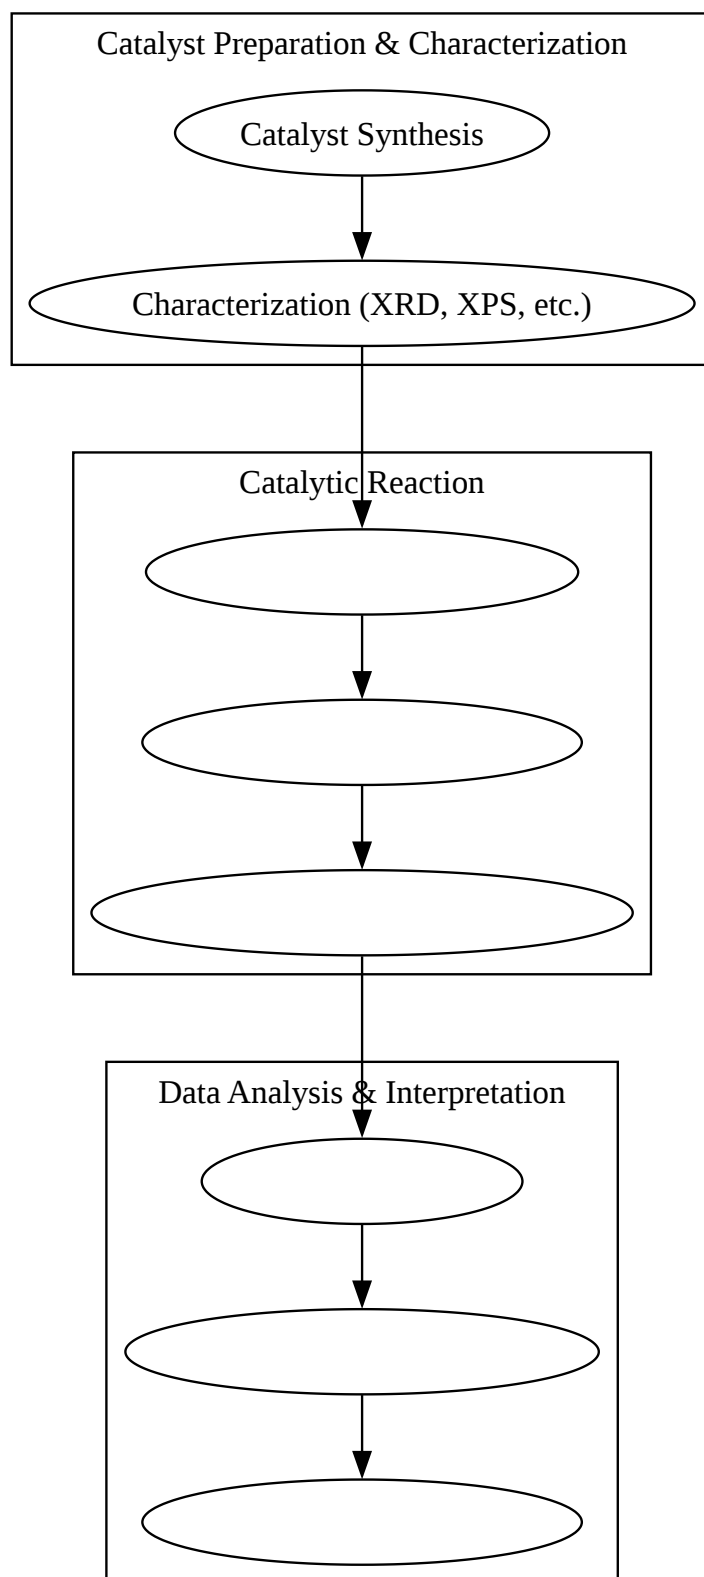 Catalyst Preparation & Characterization
Catalyst Synthesis
Characterization (XRD, XPS, etc.)
Catalytic Reaction
Data Analysis & Interpretation